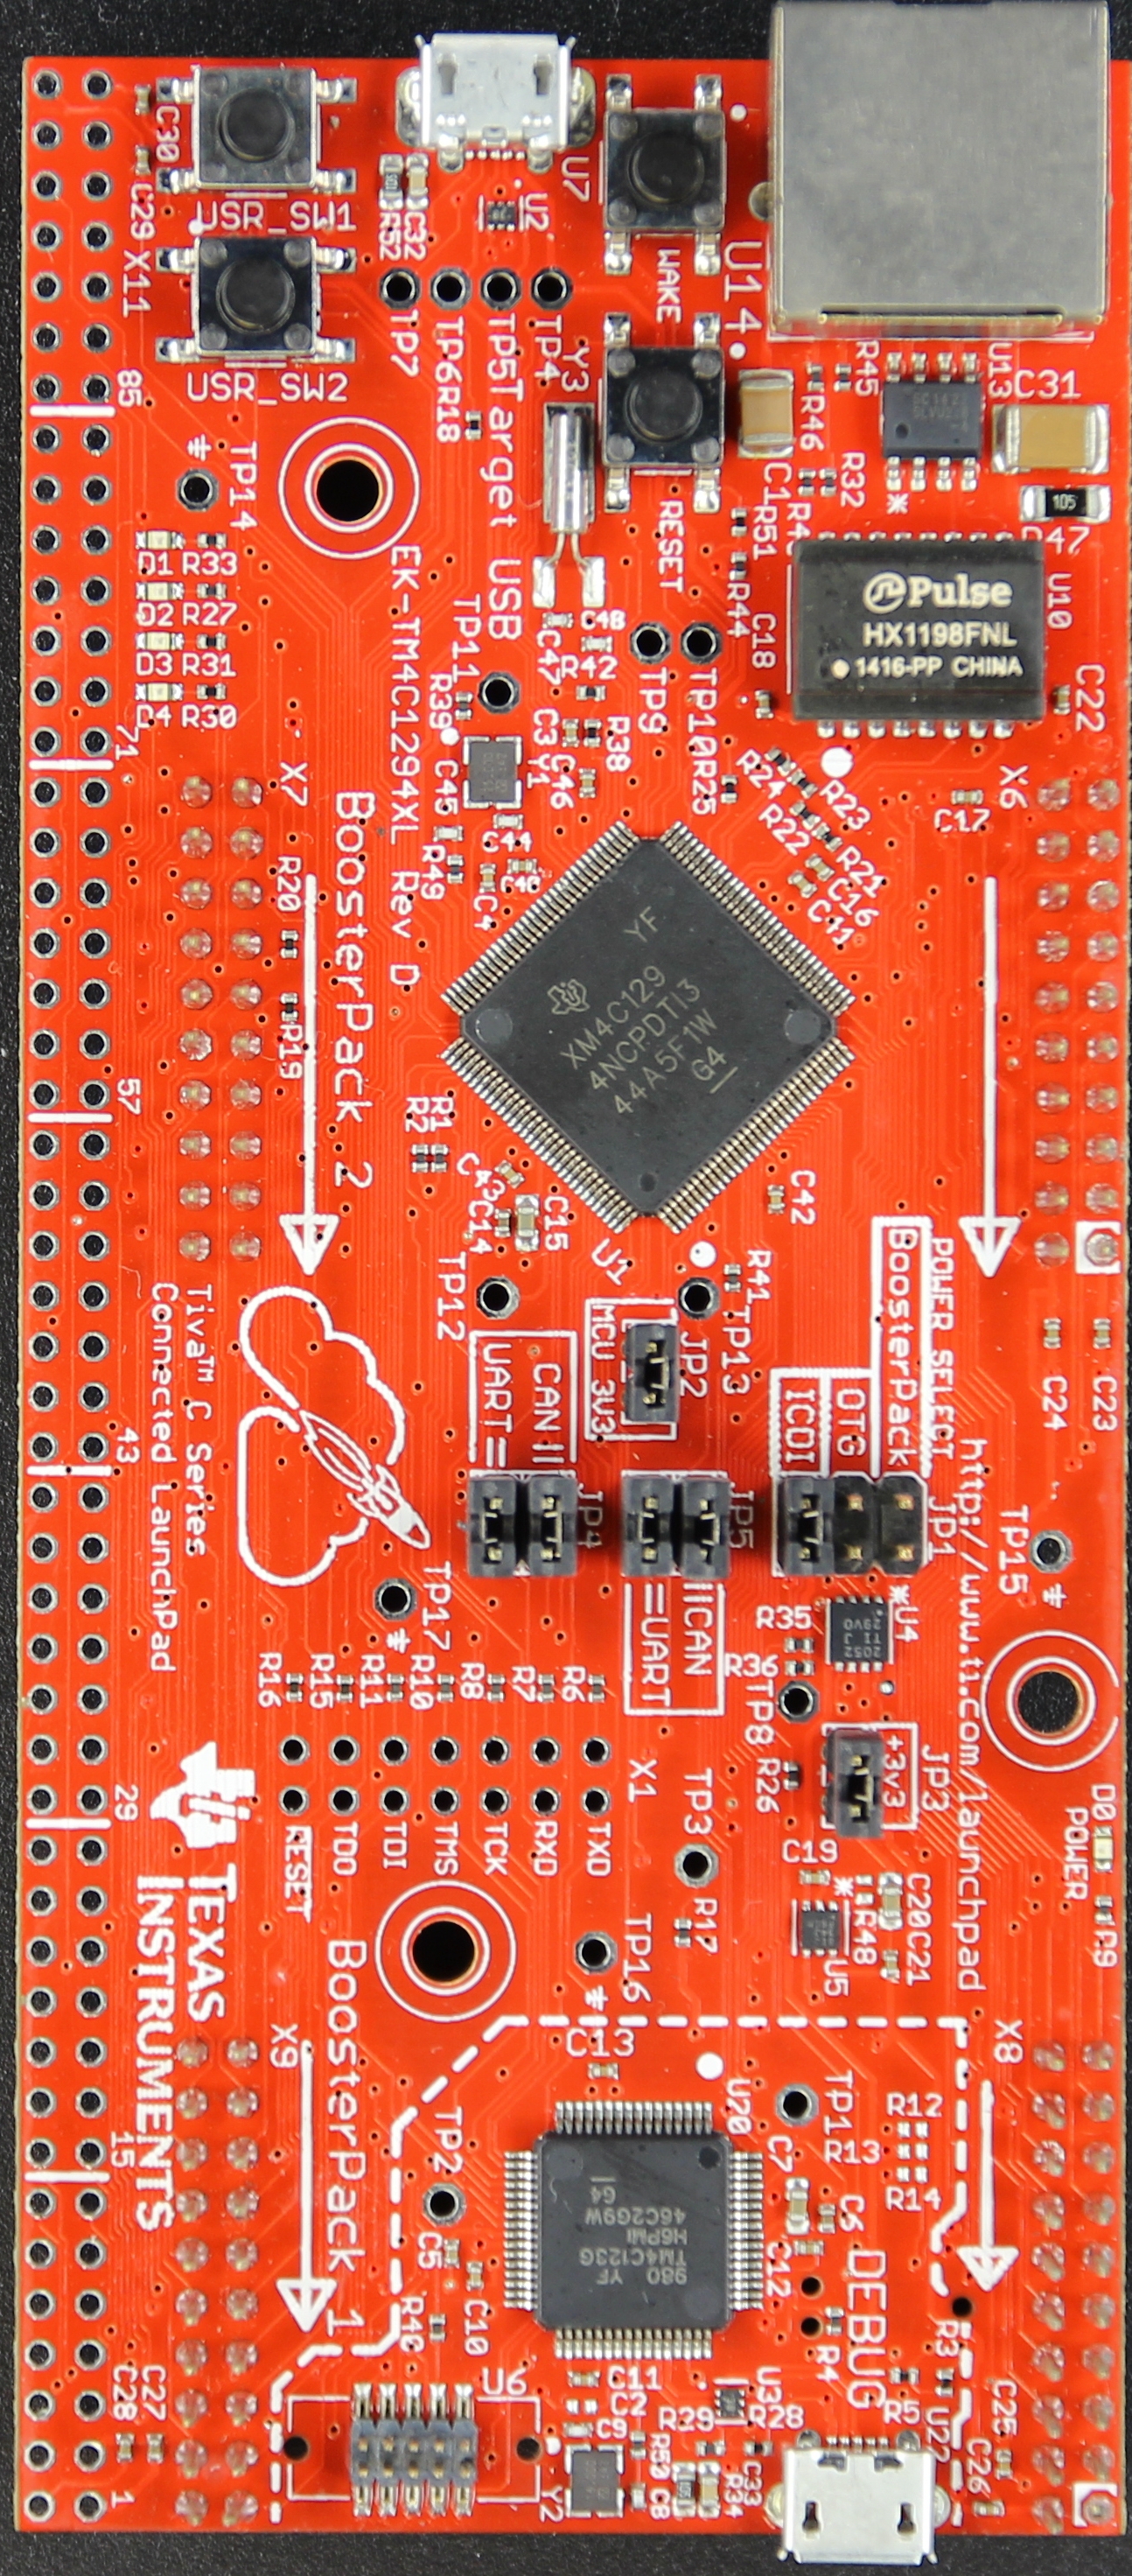 C30
C29
X11
USR_SW1
USR_SW2
R52
C32
U2
U7
WAKE
U14
TP7
TP6
TP5
TP4
R18
Y3
Target USB
RESET
R45
R46
U13
C31
R32
R51
R44
C18
105
85
TP14
D1 R33
D2 R27
D3 R31
D4 R30
71
EK-TM4C1294XL Rev D
TP11
C47
C48
R42
TP9
TP10
R25
Pulse
HX1198FNL
1416-PP CHINA
U10
C22
R39
C45
C3
Y1
C46
R38
C44
R49
C4
R24
R23
R22
C16
C41
C17
X6
X7
R20
R19
BoosterPack 2
YF
XM4C129
4NCPDTI3
44A5F1W
G4
57
R2
R1
C43
C14
C15
C42
U1
R41
TP12
TP13
MCU 3V3
JP2
UART
CAN
JP4
JP5
CAN
UART
POWER SELECT
BoosterPack
OTG
ICDI
JP1
C24
C23
43
Tiva™ C Series
Connected LaunchPad
http://www.ti.com/launchpad
TP15
TP17
R35
R36
U4
TP8
R26
+3v3
JP3
R16
R15
R11
R10
R8
R7
R6
X1
RESET
TDO
TDI
TMS
TCK
RXD
TXD
TP3
R17
C19
R48
C20
C21
U5
D0
POWER
R9
29
TEXAS
INSTRUMENTS
TP16
C13
X9
BoosterPack 1
X8
U20
TP1
TP2
R12
R13
R14
C7
C6
C12
C5
C10
R40
980 YF
TM4C123G
H6PMI
46C2G9W
G4
DEBUG
15
R3
R4
R5
U22
C25
C26
C28
C27
U6
C11
C2
C9
U3
R29
R28
R50
C8
R34
C33
Y2
1